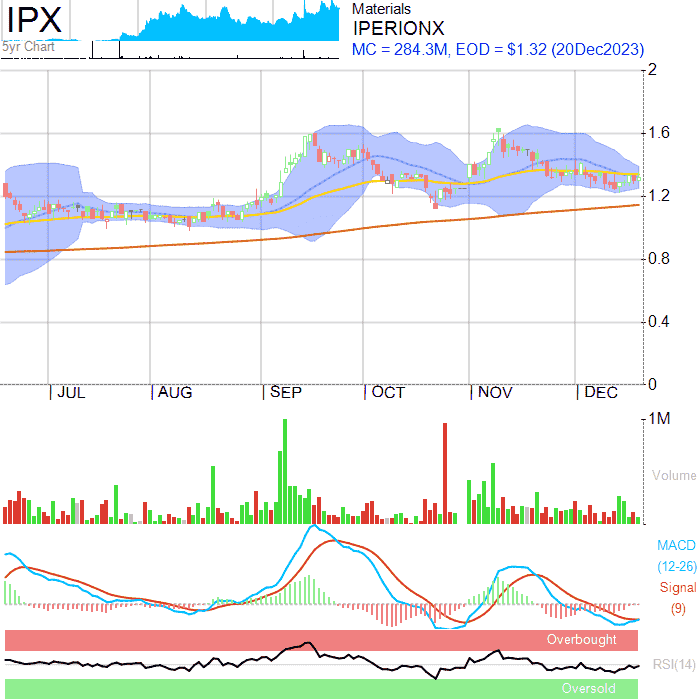 IPX
5yr Chart
Materials
IPERIONX
MC = 284.3M, EOD = $1.32 (20Dec2023)
2
1.6
1.2
0.8
0.4
0
JUL AUG SEP OCT NOV DEC
1M
Volume
MACD
(12-26)
Signal
(9)
Overbought
RSI(14)
Oversold